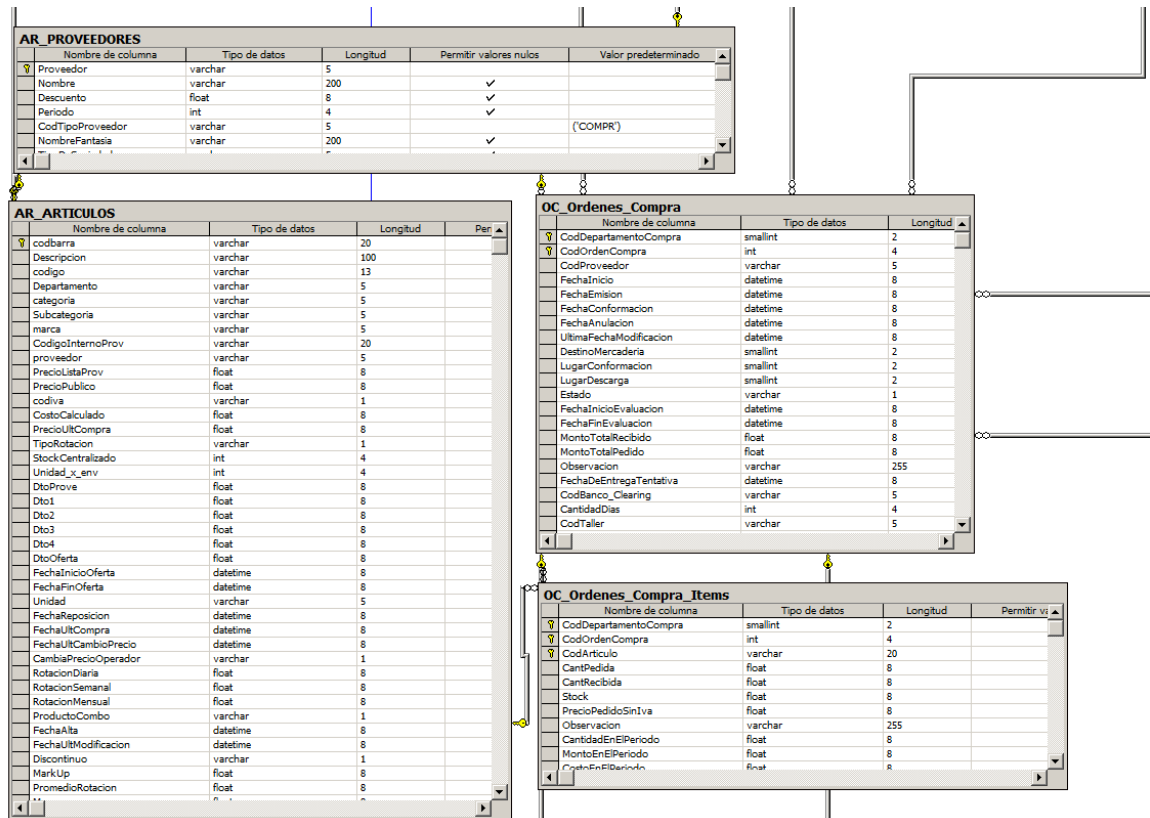 AR_PROVEEDORES
Nombre de columna Tipo de datos Longitud Permitir valores nulos Valor predeterminado
Proveedor varchar 5
Nombre varchar 200
Descuento float 8
Periodo int 4
CodTipoProveedor varchar 5 ('COMPR')
NombreFantasia varchar 200
AR_ARTICULOS
Nombre de columna Tipo de datos Longitud Per
codbarra varchar 20
Descripcion varchar 100
codigo varchar 13
Departamento varchar 5
categoria varchar 5
Subcategoria varchar 5
marca varchar 5
CodigoInternoProv varchar 20
proveedor varchar 5
PrecioListaProv float 8
PrecioPublico float 8
codiva varchar 1
CostoCalculado float 8
PrecioUltCompra float 8
TipoRotacion varchar 1
StockCentralizado int 4
Unidad_x_env int 4
DtoProve float 8
Dto1 float 8
Dto2 float 8
Dto3 float 8
Dto4 float 8
DtoOferta float 8
FechaInicioOferta datetime 8
FechaFinOferta datetime 8
Unidad varchar 5
FechaReposicion datetime 8
FechaUltCompra datetime 8
FechaUltCambioPrecio datetime 8
CambiaPrecioOperador varchar 1
RotacionDiaria float 8
RotacionSemanal float 8
RotacionMensual float 8
ProductoCombo varchar 1
FechaAlta datetime 8
FechaUltModificacion datetime 8
Discontinuo varchar 1
MarkUp float 8
PromedioRotacion float 8
OC_Ordenes_Compra
Nombre de columna Tipo de datos Longitud
CodDepartamentoCompra smallint 2
CodOrdenCompra int 4
CodProveedor varchar 5
FechaInicio datetime 8
FechaEmision datetime 8
FechaConformacion datetime 8
FechaAnulacion datetime 8
UltimaFechaModificacion datetime 8
DestinoMercaderia smallint 2
LugarConformacion smallint 2
LugarDescarga smallint 2
Estado varchar 1
FechaInicioEvaluacion datetime 8
FechaFinEvaluacion datetime 8
MontoTotalRecibido float 8
MontoTotalPedido float 8
Observacion varchar 255
FechaDeEntregaTentativa datetime 8
CodBanco_Clearing varchar 5
CantidadDias int 4
CodTaller varchar 5
OC_Ordenes_Compra_Items
Nombre de columna Tipo de datos Longitud Permitir va
CodDepartamentoCompra smallint 2
CodOrdenCompra int 4
CodArticulo varchar 20
CantPedida float 8
CantRecibida float 8
Stock float 8
PrecioPedidoSinIva float 8
Observacion varchar 255
CantidadEnElPeriodo float 8
MontoEnElPeriodo float 8
CostoEnElPeriodo float 8